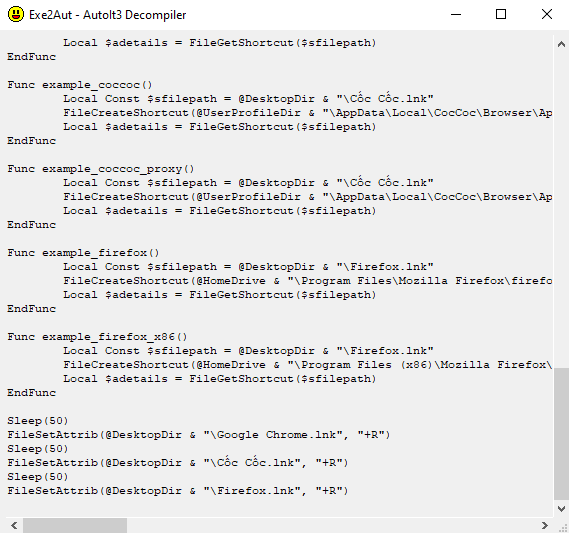 Exe2Aut - AutoIt3 Decompiler
Local $adetails = FileGetShortcut($sfilepath)
EndFunc
Func example_coccoc()
Local Const $sfilepath = @DesktopDir & "\Cốc Cốc.lnk"
FileCreateShortcut(@UserProfileDir & "\AppData\Local\CocCoc\Browser\Ap
Local $adetails = FileGetShortcut($sfilepath)
EndFunc
Func example_coccoc_proxy()
Local Const $sfilepath = @DesktopDir & "\Cốc Cốc.lnk"
FileCreateShortcut(@UserProfileDir & "\AppData\Local\CocCoc\Browser\Ap
Local $adetails = FileGetShortcut($sfilepath)
EndFunc
Func example_firefox()
Local Const $sfilepath = @DesktopDir & "\Firefox.lnk"
FileCreateShortcut(@HomeDrive & "\Program Files\Mozilla Firefox\firefo
Local $adetails = FileGetShortcut($sfilepath)
EndFunc
Func example_firefox_x86()
Local Const $sfilepath = @DesktopDir & "\Firefox.lnk"
FileCreateShortcut(@HomeDrive & "\Program Files (x86)\Mozilla Firefox\
Local $adetails = FileGetShortcut($sfilepath)
EndFunc
Sleep(50)
FileSetAttrib(@DesktopDir & "\Google Chrome.lnk", "+R")
Sleep(50)
FileSetAttrib(@DesktopDir & "\Cốc Cốc.lnk", "+R")
Sleep(50)
FileSetAttrib(@DesktopDir & "\Firefox.lnk", "+R")